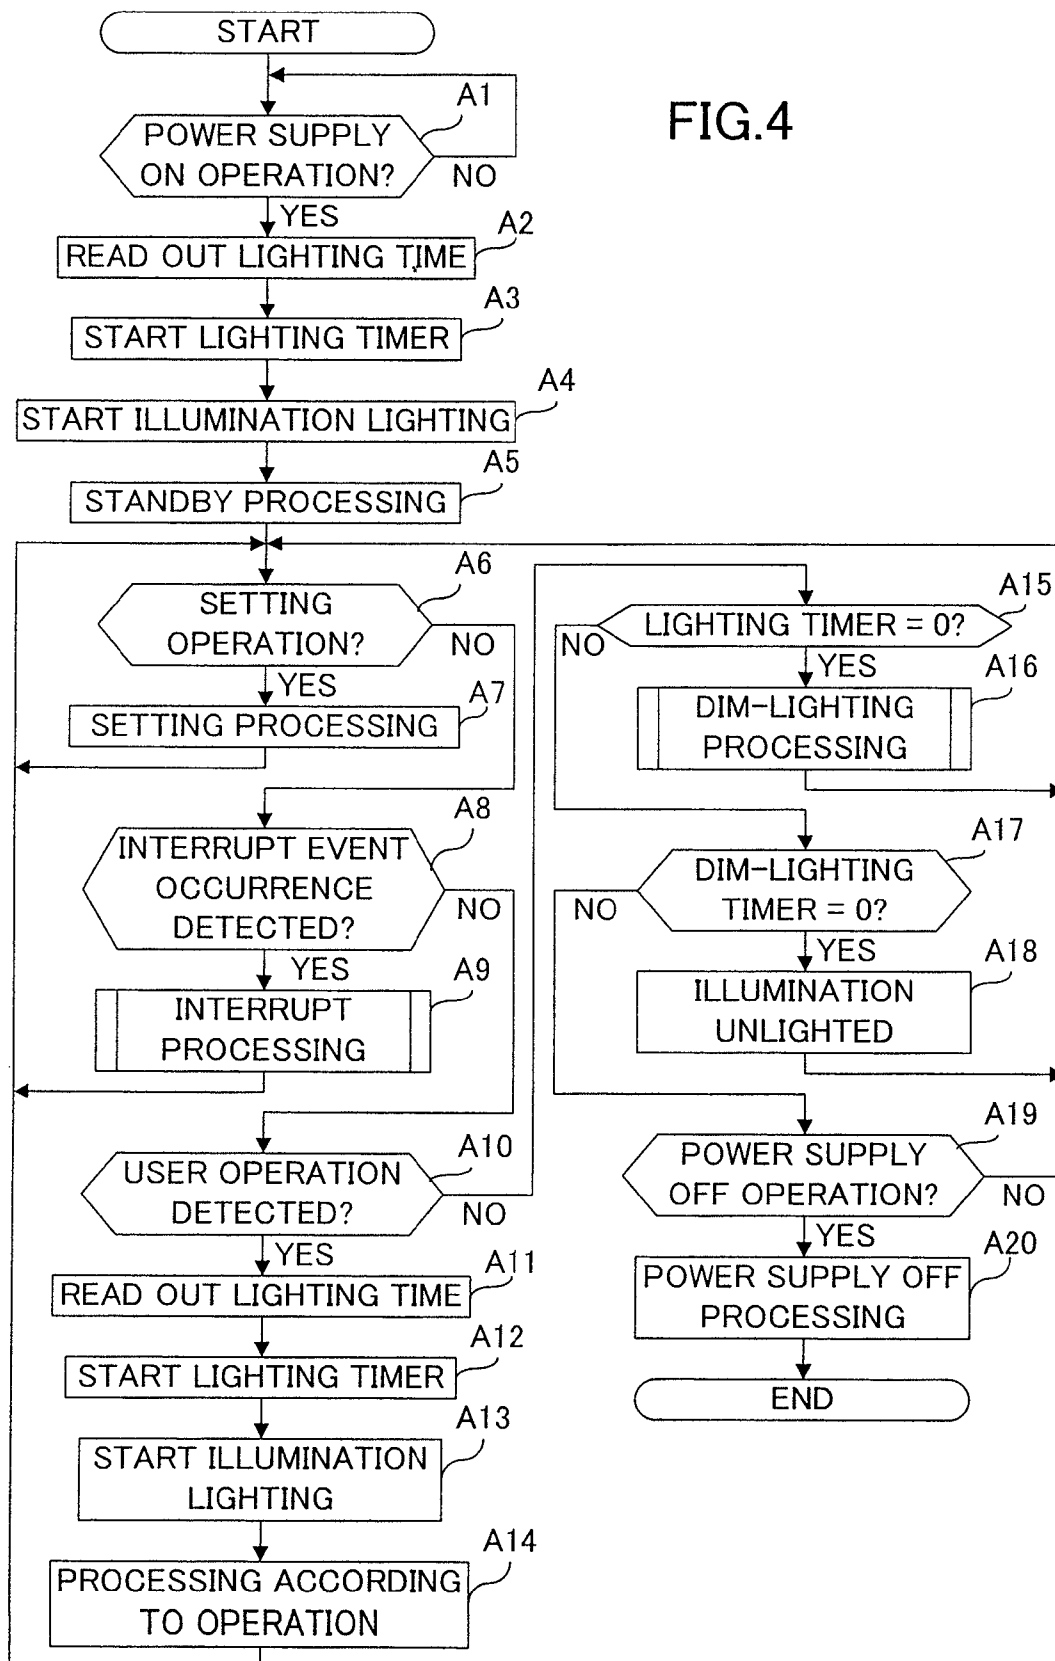 START
FIG.4
A1
POWER SUPPLY
ON OPERATION?
NO
YES
A2
READ OUT LIGHTING TIME
A3
START LIGHTING TIMER
A4
START ILLUMINATION LIGHTING
A5
STANDBY PROCESSING
A6
SETTING
OPERATION?
NO
YES
A7
SETTING PROCESSING
A8
INTERRUPT EVENT
OCCURRENCE
DETECTED?
NO
YES
A9
INTERRUPT
PROCESSING
A10
USER OPERATION
DETECTED?
NO
YES
A11
READ OUT LIGHTING TIME
A12
START LIGHTING TIMER
A13
START ILLUMINATION
LIGHTING
A14
PROCESSING ACCORDING
TO OPERATION
A15
LIGHTING TIMER = 0?
NO
YES
A16
DIM-LIGHTING
PROCESSING
A17
DIM-LIGHTING
TIMER = 0?
NO
YES
A18
ILLUMINATION
UNLIGHTED
A19
POWER SUPPLY
OFF OPERATION?
NO
YES
A20
POWER SUPPLY OFF
PROCESSING
END